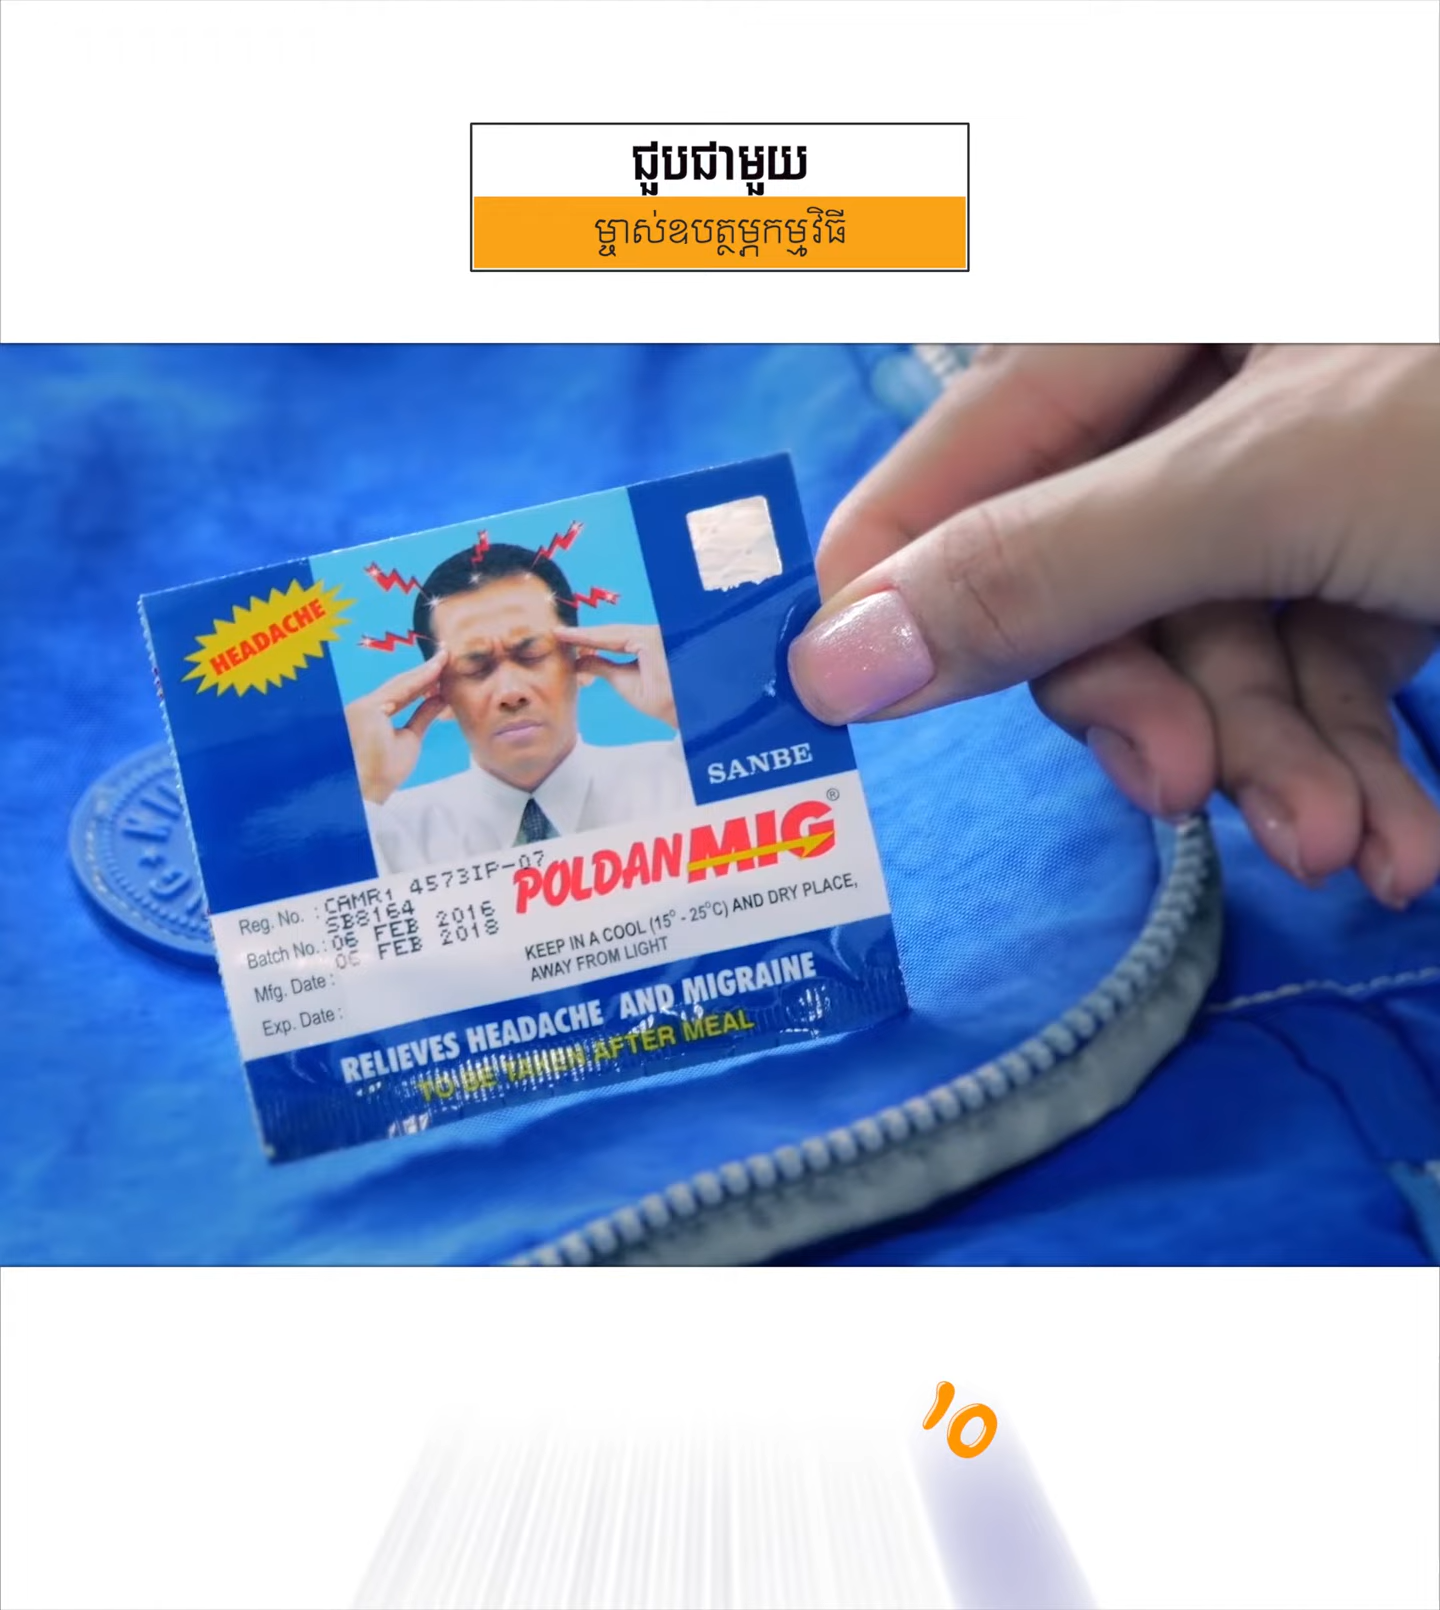 ជួបជាមួយ
ម្ចាស់ឧបត្ថម្ភកម្មវិធី
HEADACHE
SANBE
POLDANMIG®
Reg. No. : CAMR1 4573IP-07
Batch No.: SB8164
Mfg. Date : 06 FEB 2016
Exp. Date : 06 FEB 2018
KEEP IN A COOL (15° - 25°C) AND DRY PLACE,
AWAY FROM LIGHT
RELIEVES HEADACHE AND MIGRAINE
TO BE TAKEN AFTER MEAL